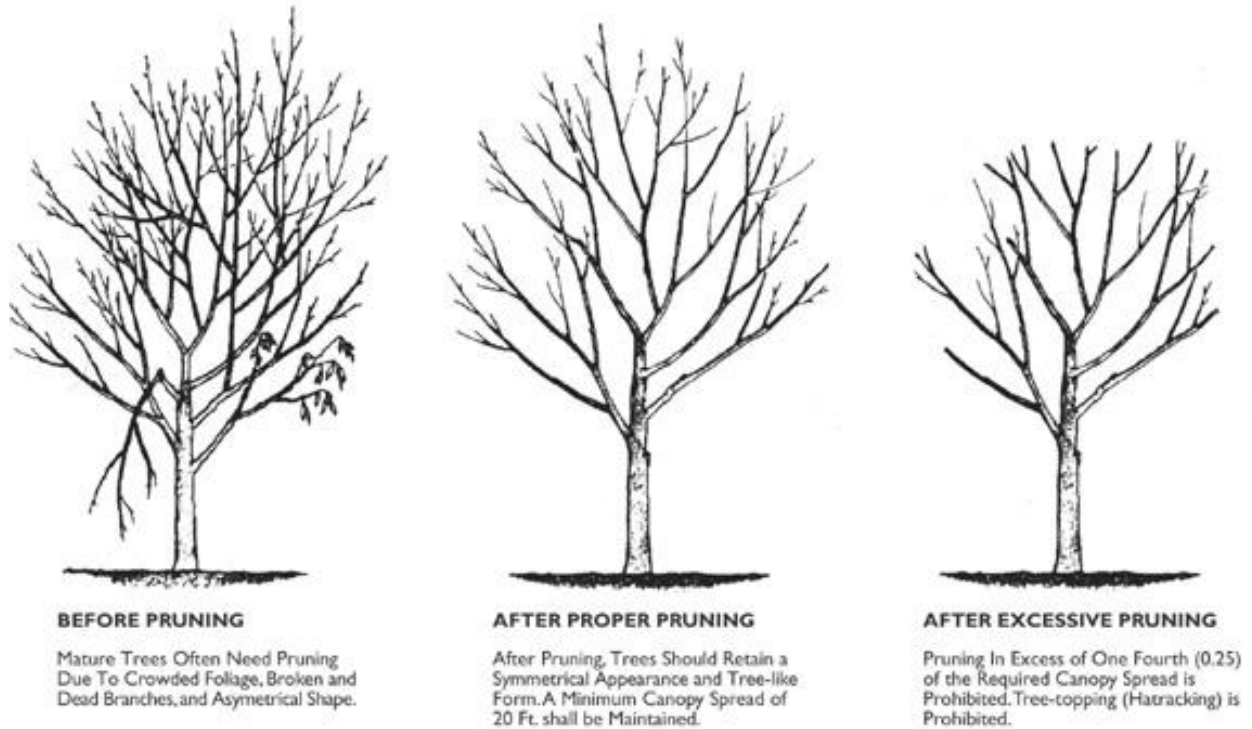 BEFORE PRUNING
Mature Trees Often Need Pruning
Due To Crowded Foliage, Broken and
Dead Branches, and Asymetrical Shape.
AFTER PROPER PRUNING
After Pruning, Trees Should Retain a
Symmetrical Appearance and Tree-like
Form. A Minimum Canopy Spread of
20 Ft. shall be Maintained.
AFTER EXCESSIVE PRUNING
Pruning In Excess of One Fourth (0.25)
of the Required Canopy Spread is
Prohibited. Tree-topping (Hatracking) is
Prohibited.